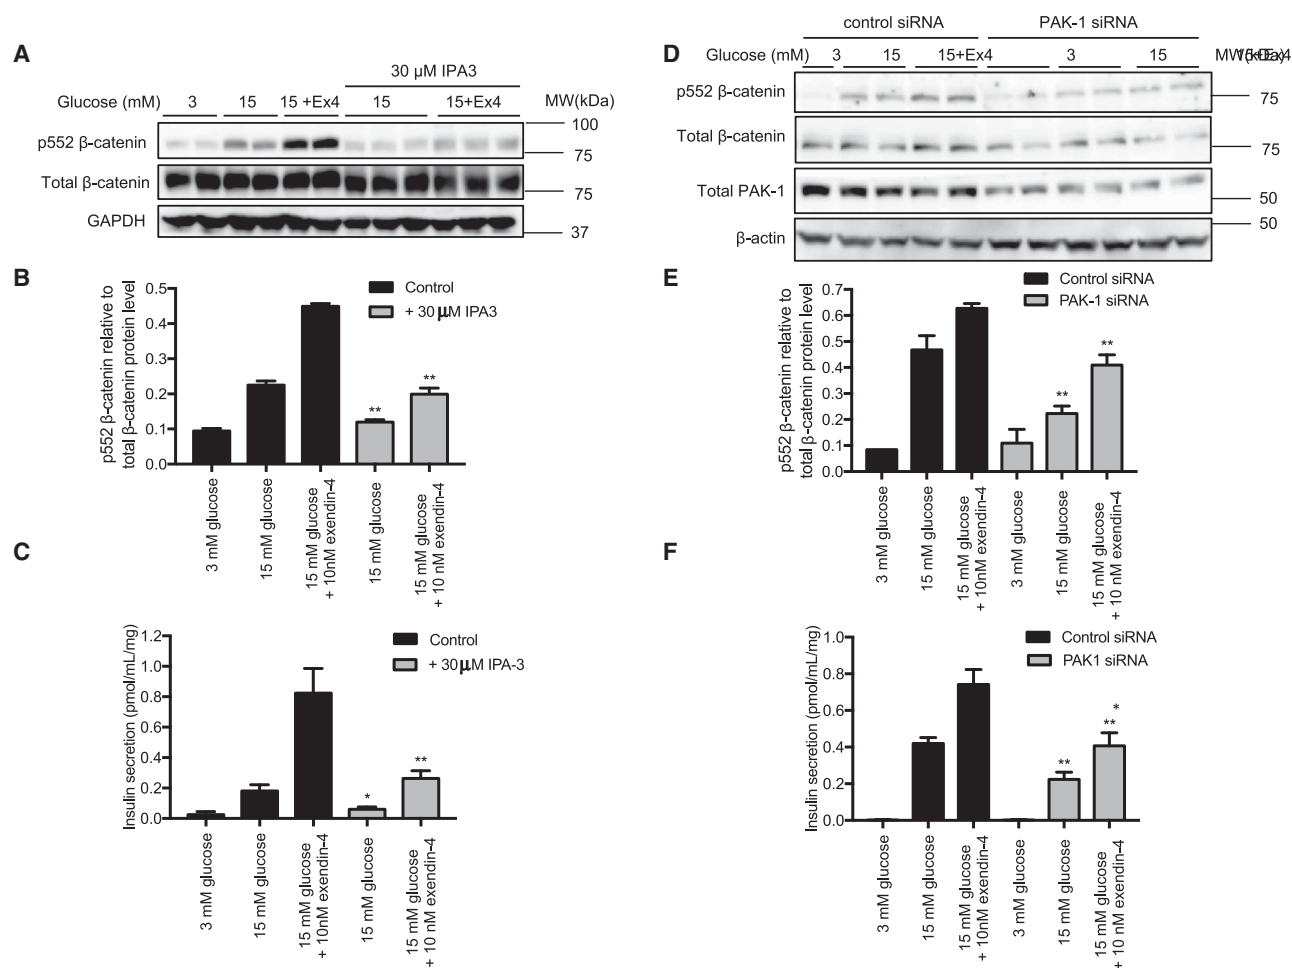 A
30 µM IPA3
Glucose (mM) 3 15 15 +Ex4 15 15+Ex4 MW(kDa)
100
p552 β-catenin
75
Total β-catenin
75
GAPDH
37
B
p552 β-catenin relative to
total β-catenin protein level
0.5
0.4
0.3
0.2
0.1
0.0
Control
+ 30 µM IPA3
**
**
3 mM glucose
15 mM glucose
15 mM glucose
+ 10nM exendin-4
15 mM glucose
15 mM glucose
+ 10 nM exendin-4
C
Insulin secretion (pmol/mL/mg)
1.2
1.0
0.8
0.6
0.4
0.2
0.0
Control
+ 30 µM IPA-3
*
**
3 mM glucose
15 mM glucose
15 mM glucose
+ 10nM exendin-4
15 mM glucose
15 mM glucose
+ 10 nM exendin-4
D
control siRNA PAK-1 siRNA
Glucose (mM) 3 15 15+Ex4 3 15 15+Ex4 MW(kDa)
p552 β-catenin
75
Total β-catenin
75
Total PAK-1
50
50
β-actin
E
p552 β-catenin relative to
total β-catenin protein level
0.7
0.6
0.5
0.4
0.3
0.2
0.1
0.0
Control siRNA
PAK-1 siRNA
**
**
3 mM glucose
15 mM glucose
15 mM glucose
+ 10nM exendin-4
3 mM glucose
15 mM glucose
15 mM glucose
+ 10 nM exendin-4
F
Insulin secretion (pmol/mL/mg)
1.0
0.8
0.6
0.4
0.2
0.0
Control siRNA
PAK1 siRNA
**
*
**
3 mM glucose
15 mM glucose
15 mM glucose
+ 10nM exendin-4
3 mM glucose
15 mM glucose
15 mM glucose
+ 10 nM exendin-4